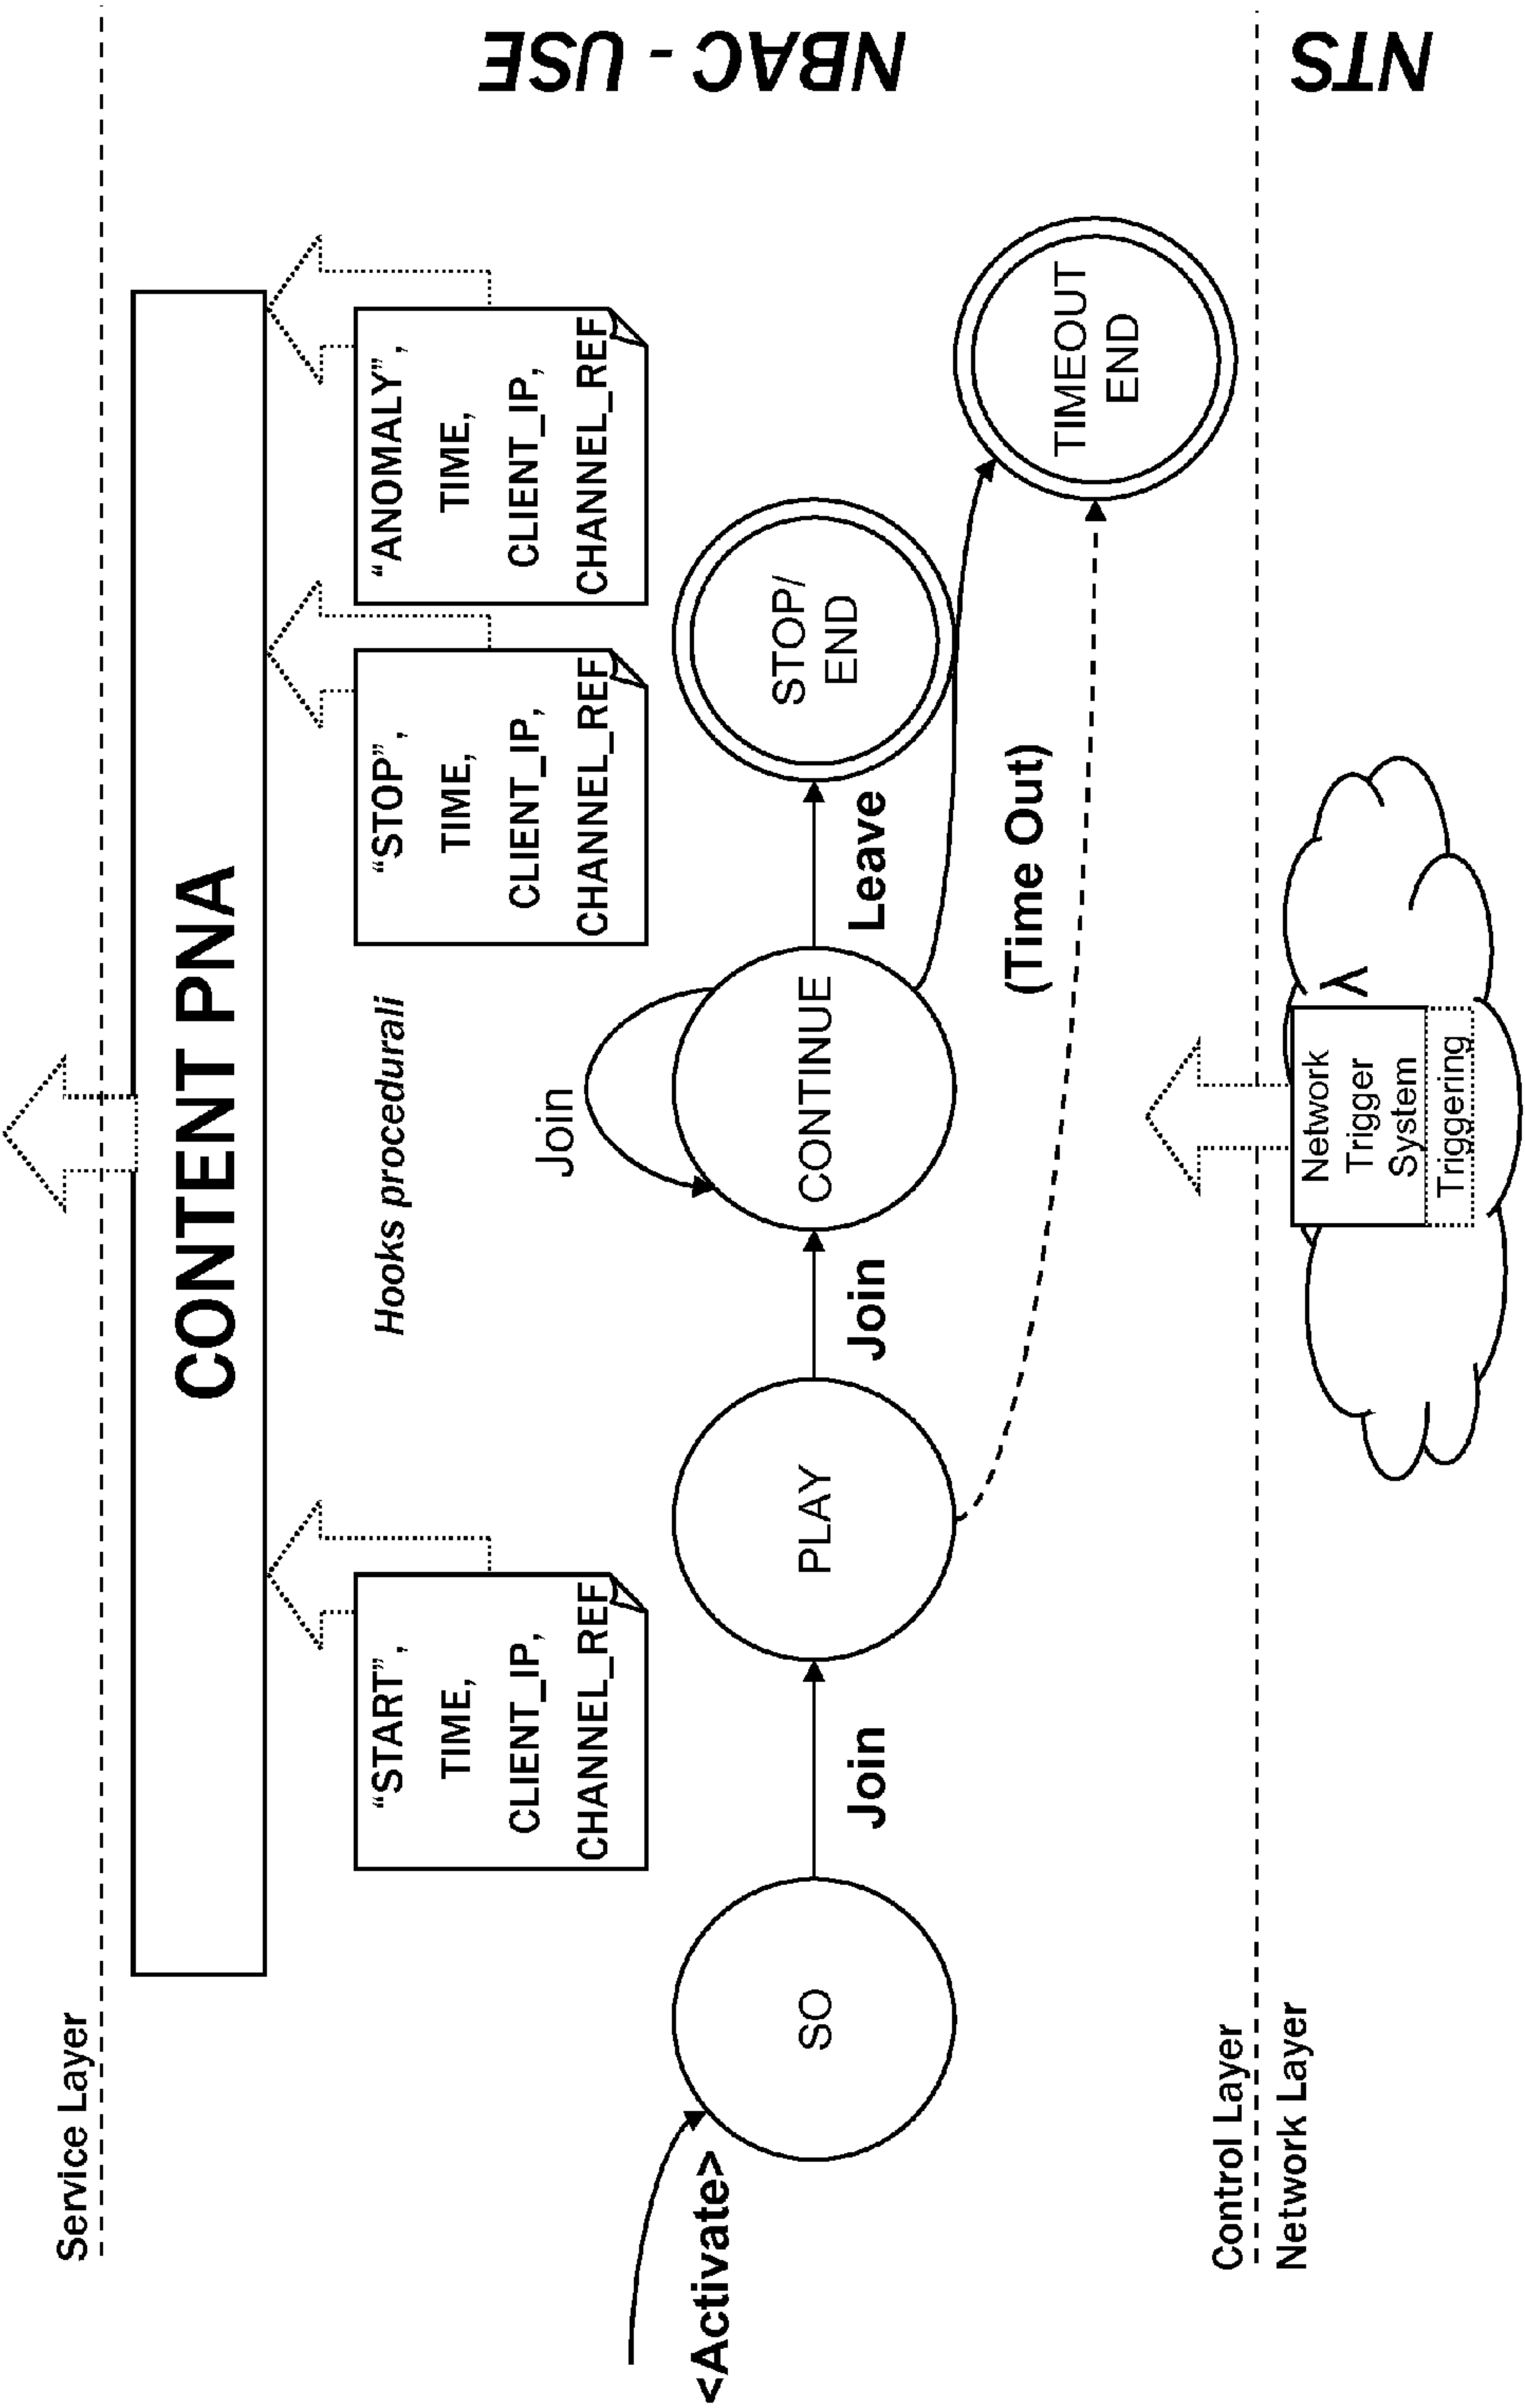 Service Layer
CONTENT PNA
NBAC - USE
“START”,
TIME,
CLIENT_IP,
CHANNEL_REF
Hooks procedurali
“STOP”,
TIME,
CLIENT_IP,
CHANNEL_REF
“ANOMALY”,
TIME,
CLIENT_IP,
CHANNEL_REF
<Activate>
SO
Join
PLAY
Join
Join
CONTINUE
Leave
STOP/
END
(Time Out)
TIMEOUT
END
Control Layer
Network Layer
Network
Trigger
System
Triggering
NTS